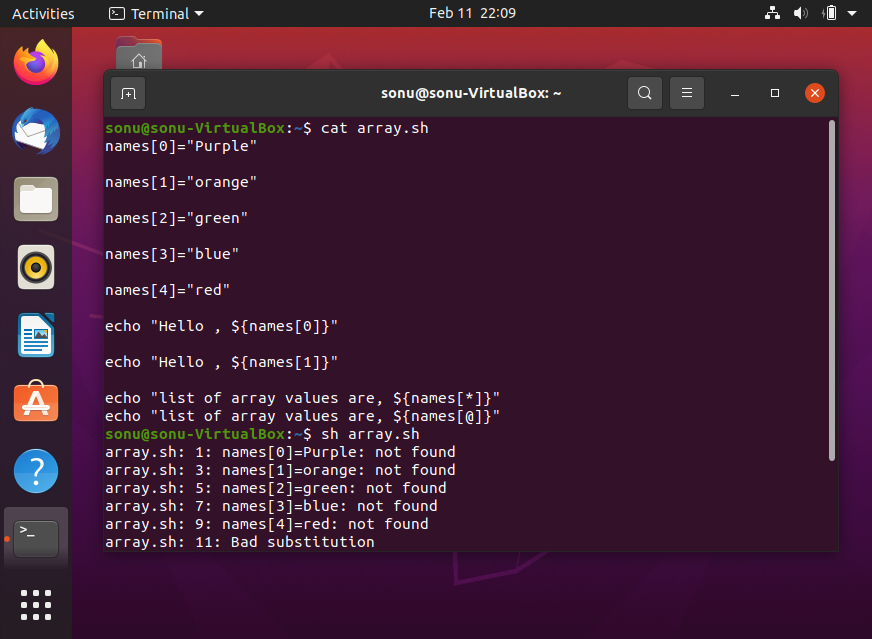 Activities
Terminal
Feb 11 22:09
sonu@sonu-VirtualBox: ~
sonu@sonu-VirtualBox:~$ cat array.sh
names[0]="Purple"
names[1]="orange"
names[2]="green"
names[3]="blue"
names[4]="red"
echo "Hello , ${names[0]}"
echo "Hello , ${names[1]}"
echo "list of array values are, ${names[*]}"
echo "list of array values are, ${names[@]}"
sonu@sonu-VirtualBox:~$ sh array.sh
array.sh: 1: names[0]=Purple: not found
array.sh: 3: names[1]=orange: not found
array.sh: 5: names[2]=green: not found
array.sh: 7: names[3]=blue: not found
array.sh: 9: names[4]=red: not found
array.sh: 11: Bad substitution